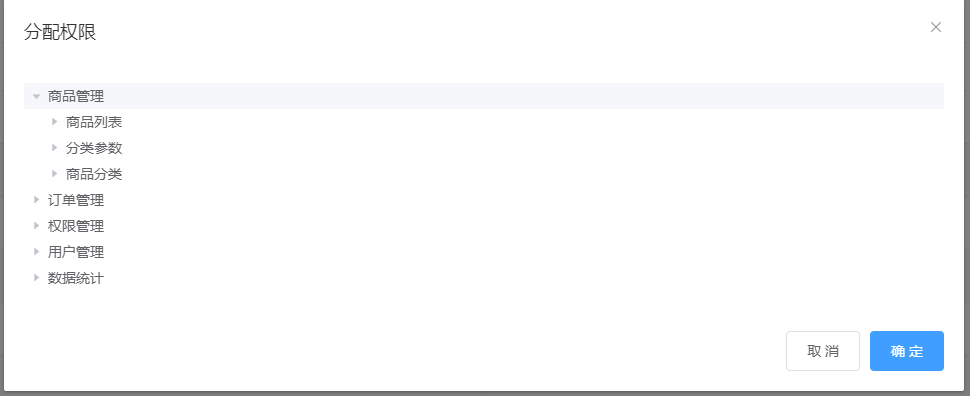 分配权限
商品管理
商品列表
分类参数
商品分类
订单管理
权限管理
用户管理
数据统计
取 消
确 定